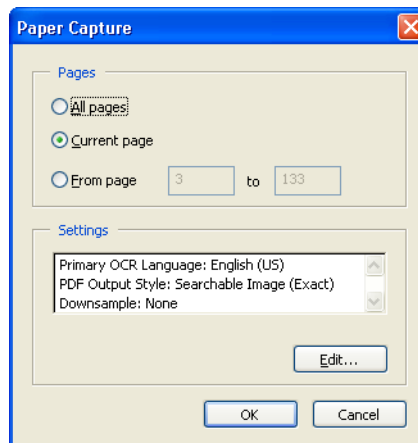 Paper Capture
Pages
All pages
Current page
From page 3 to 133
Settings
Primary OCR Language: English (US)
PDF Output Style: Searchable Image (Exact)
Downsample: None
Edit...
OK Cancel